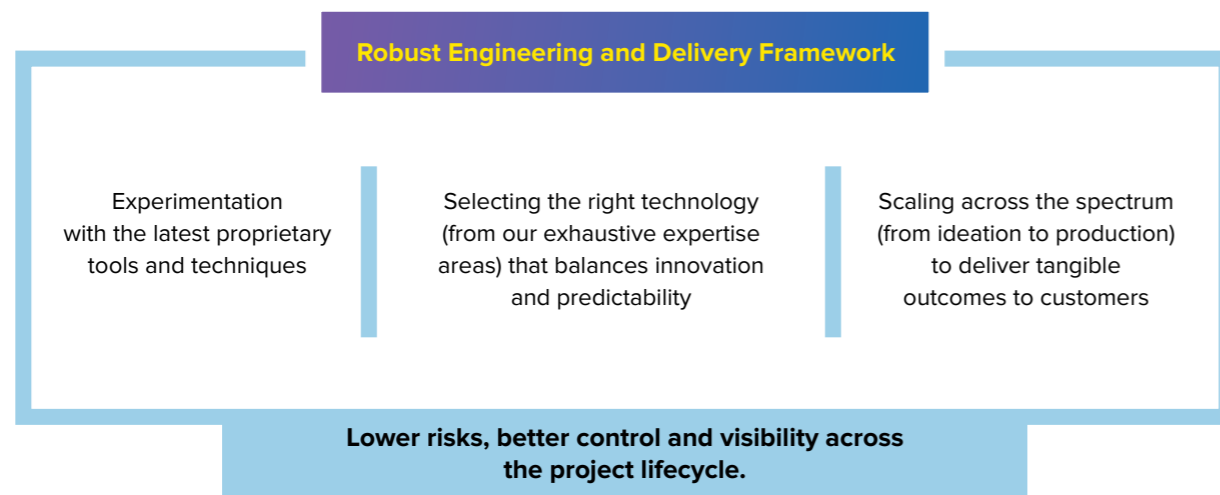 Robust Engineering and Delivery Framework
Experimentation
with the latest proprietary
tools and techniques
Selecting the right technology
(from our exhaustive expertise
areas) that balances innovation
and predictability
Scaling across the spectrum
(from ideation to production)
to deliver tangible
outcomes to customers
Lower risks, better control and visibility across
the project lifecycle.